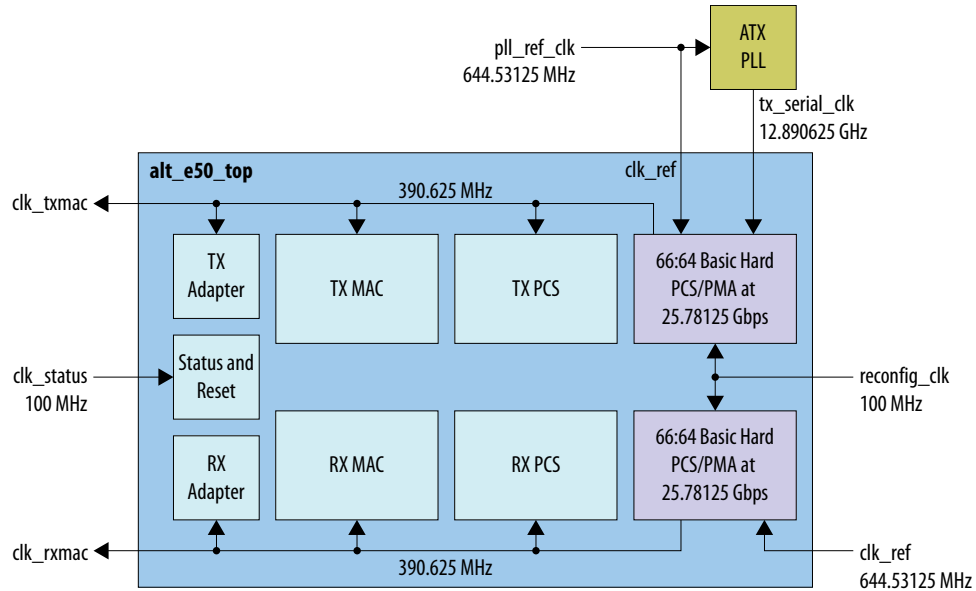 ATX
PLL
pll_ref_clk
644.53125 MHz
tx_serial_clk
12.890625 GHz
alt_e50_top
clk_ref
clk_txmac
390.625 MHz
TX
Adapter
TX MAC
TX PCS
66:64 Basic Hard
PCS/PMA at
25.78125 Gbps
clk_status
100 MHz
Status and
Reset
reconfig_clk
100 MHz
RX
Adapter
RX MAC
RX PCS
66:64 Basic Hard
PCS/PMA at
25.78125 Gbps
clk_rxmac
390.625 MHz
clk_ref
644.53125 MHz